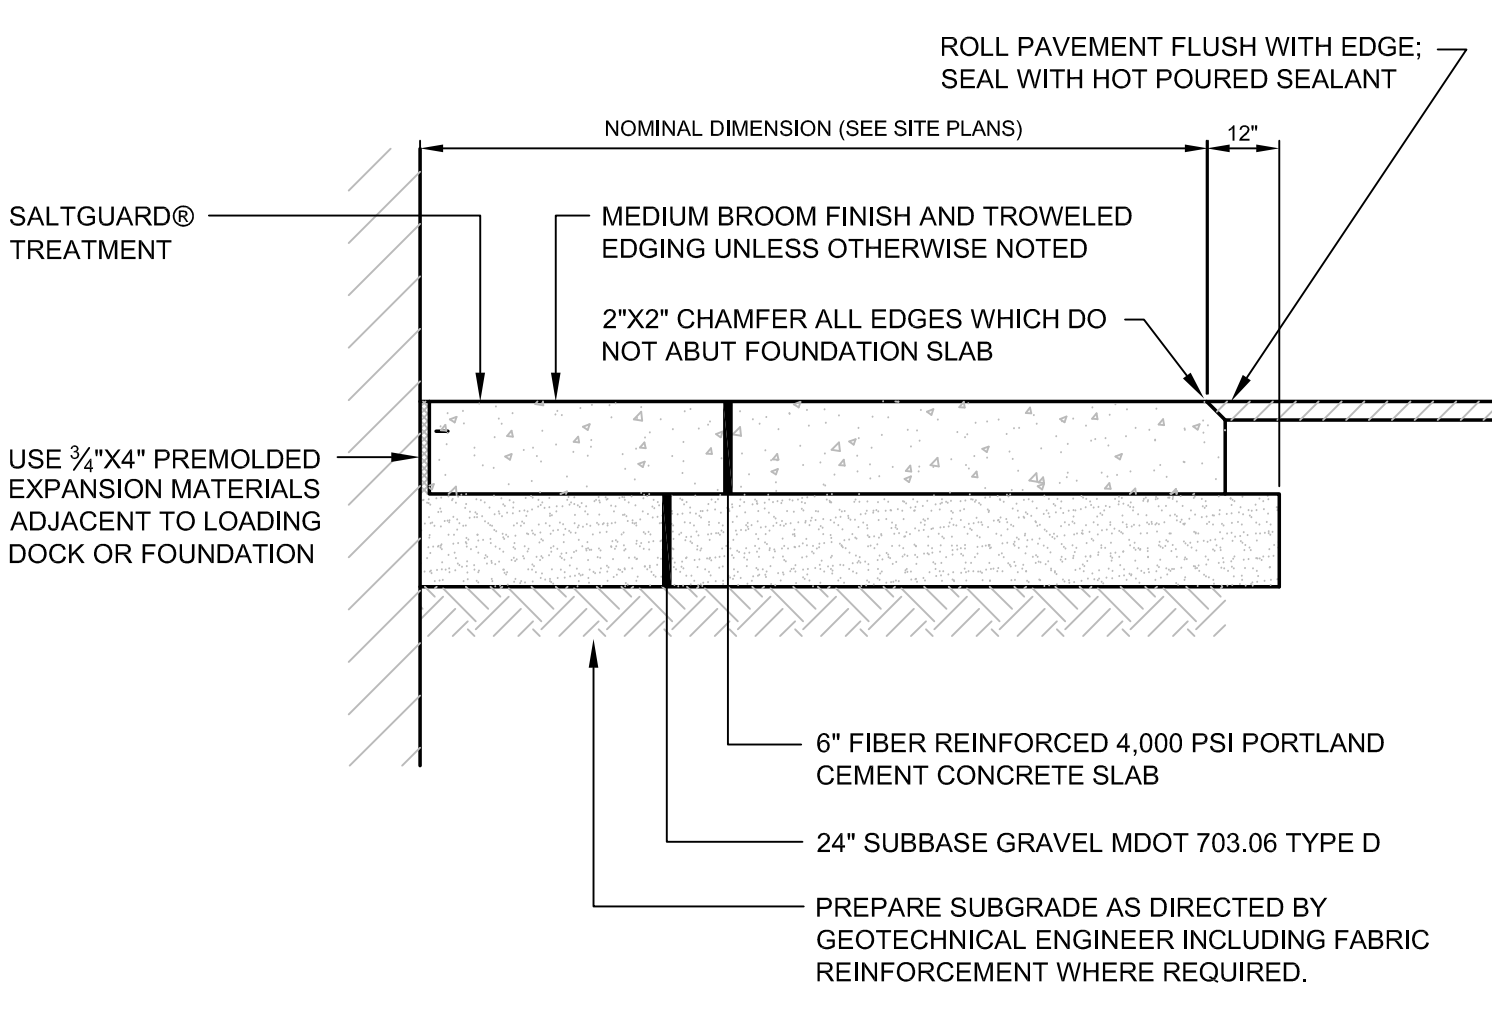 ROLL PAVEMENT FLUSH WITH EDGE;
SEAL WITH HOT POURED SEALANT
NOMINAL DIMENSION (SEE SITE PLANS)
12"
SALTGUARD®
TREATMENT
MEDIUM BROOM FINISH AND TROWELED
EDGING UNLESS OTHERWISE NOTED
2"X2" CHAMFER ALL EDGES WHICH DO
NOT ABUT FOUNDATION SLAB
USE ¾"X4" PREMOLDED
EXPANSION MATERIALS
ADJACENT TO LOADING
DOCK OR FOUNDATION
6" FIBER REINFORCED 4,000 PSI PORTLAND
CEMENT CONCRETE SLAB
24" SUBBASE GRAVEL MDOT 703.06 TYPE D
PREPARE SUBGRADE AS DIRECTED BY
GEOTECHNICAL ENGINEER INCLUDING FABRIC
REINFORCEMENT WHERE REQUIRED.